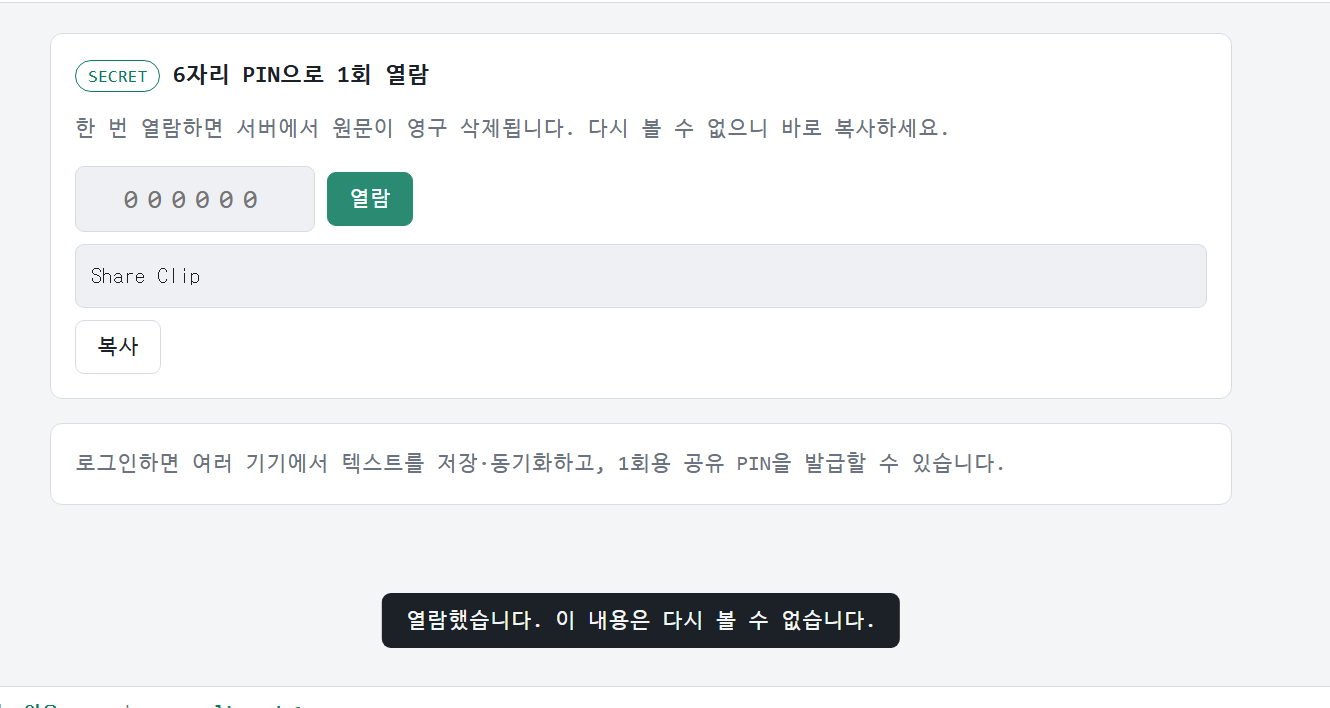 SECRET 6자리 PIN으로 1회 열람
한 번 열람하면 서버에서 원문이 영구 삭제됩니다. 다시 볼 수 없으니 바로 복사하세요.
000000 열람
Share Clip
복사
로그인하면 여러 기기에서 텍스트를 저장·동기화하고, 1회용 공유 PIN을 발급할 수 있습니다.
열람했습니다. 이 내용은 다시 볼 수 없습니다.